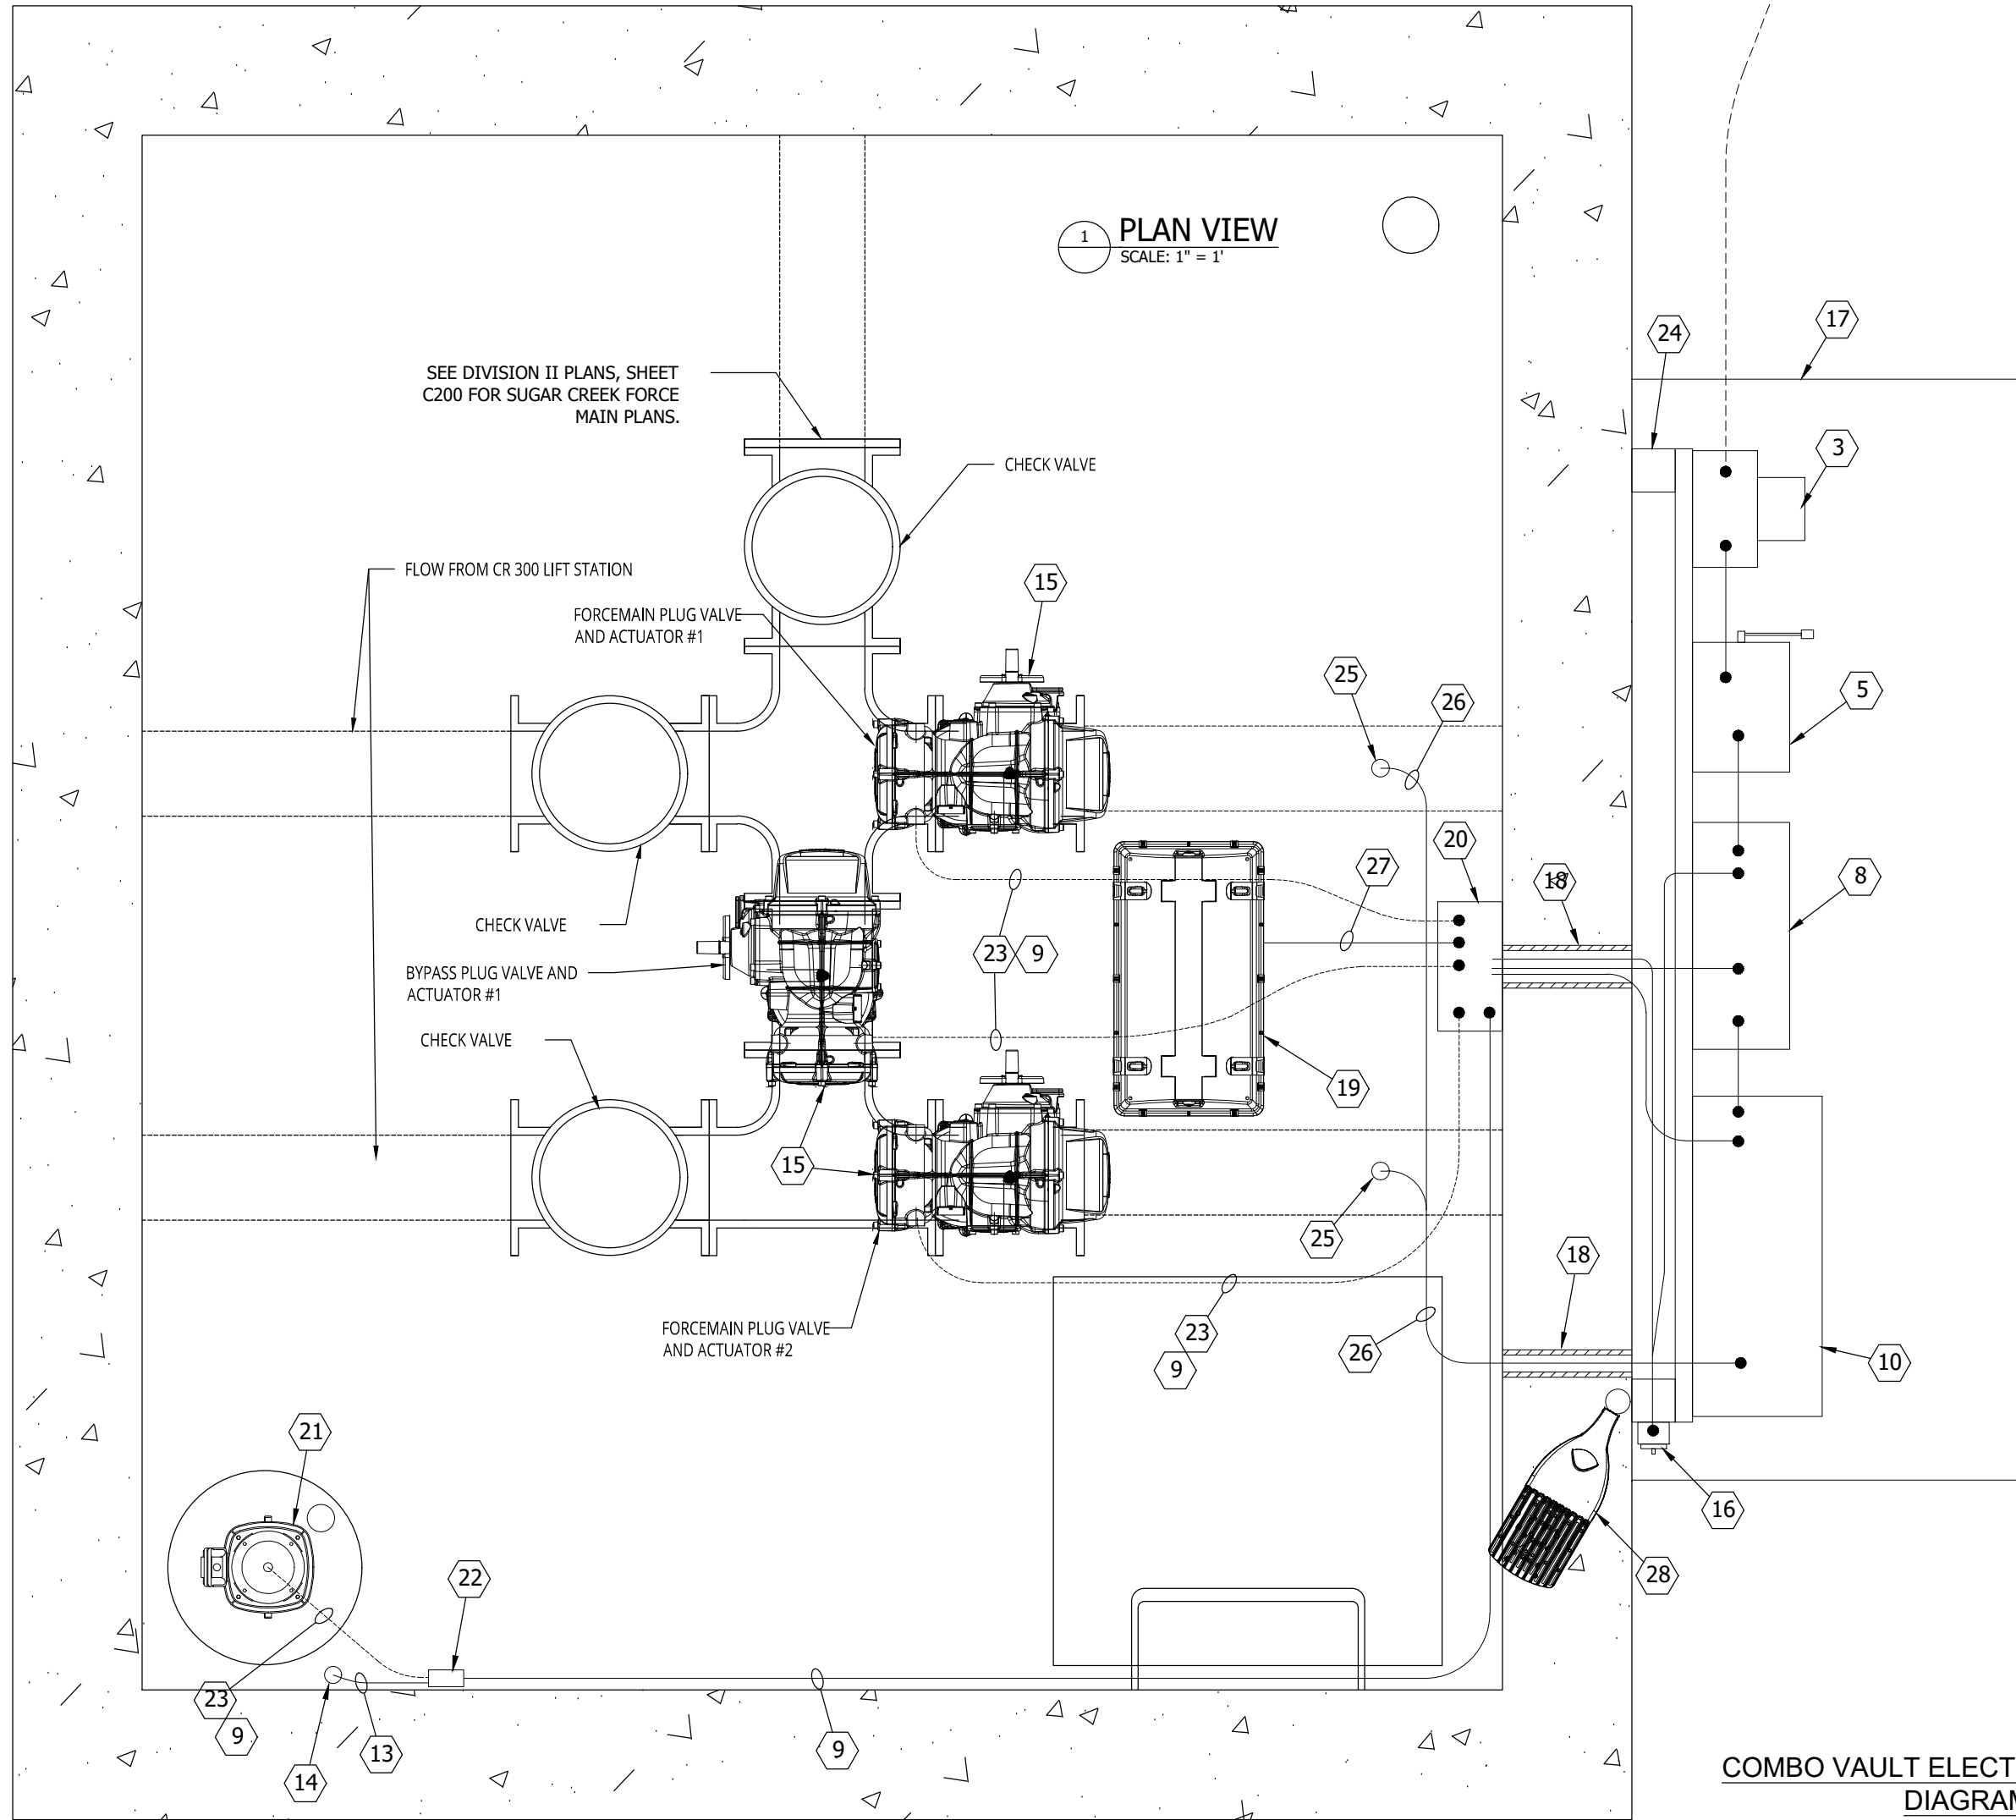 1
PLAN VIEW
SCALE: 1" = 1'
SEE DIVISION II PLANS, SHEET
C200 FOR SUGAR CREEK FORCE
MAIN PLANS.
17
24
3
CHECK VALVE
FLOW FROM CR 300 LIFT STATION
15
FORCEMAIN PLUG VALVE
AND ACTUATOR #1
25
26
5
20
27
18
8
CHECK VALVE
23
9
BYPASS PLUG VALVE AND
ACTUATOR #1
CHECK VALVE
19
15
25
18
FORCEMAIN PLUG VALVE
AND ACTUATOR #2
23
9
26
10
21
16
22
28
23
9
13
14
9
COMBO VAULT ELECT
DIAGRAM